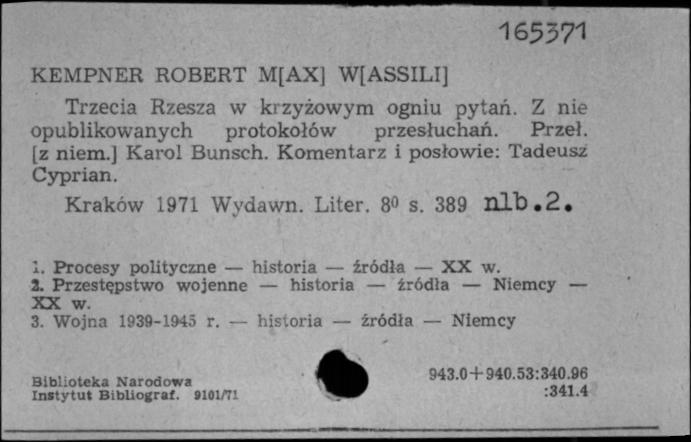 165371
KEMPNER ROBERT M[AX] W[ASSILI]
Trzecia Rzesza w krzyżowym ogniu pytań. Z nie
opublikowanych protokołów przesłuchań. Przeł.
[z niem.] Karol Bunsch. Komentarz i posłowie: Tadeusz
Cyprian.
Kraków 1971 Wydawn. Liter. 8⁰ s. 389 nlb.2.
1. Procesy polityczne — historia — źródła — XX w.
2. Przestępstwo wojenne — historia — źródła — Niemcy —
XX w.
3. Wojna 1939-1945 r. — historia — źródła — Niemcy
943.0+940.53:340.96
Biblioteka Narodowa
:341.4
Instytut Bibliograf. 9101/71